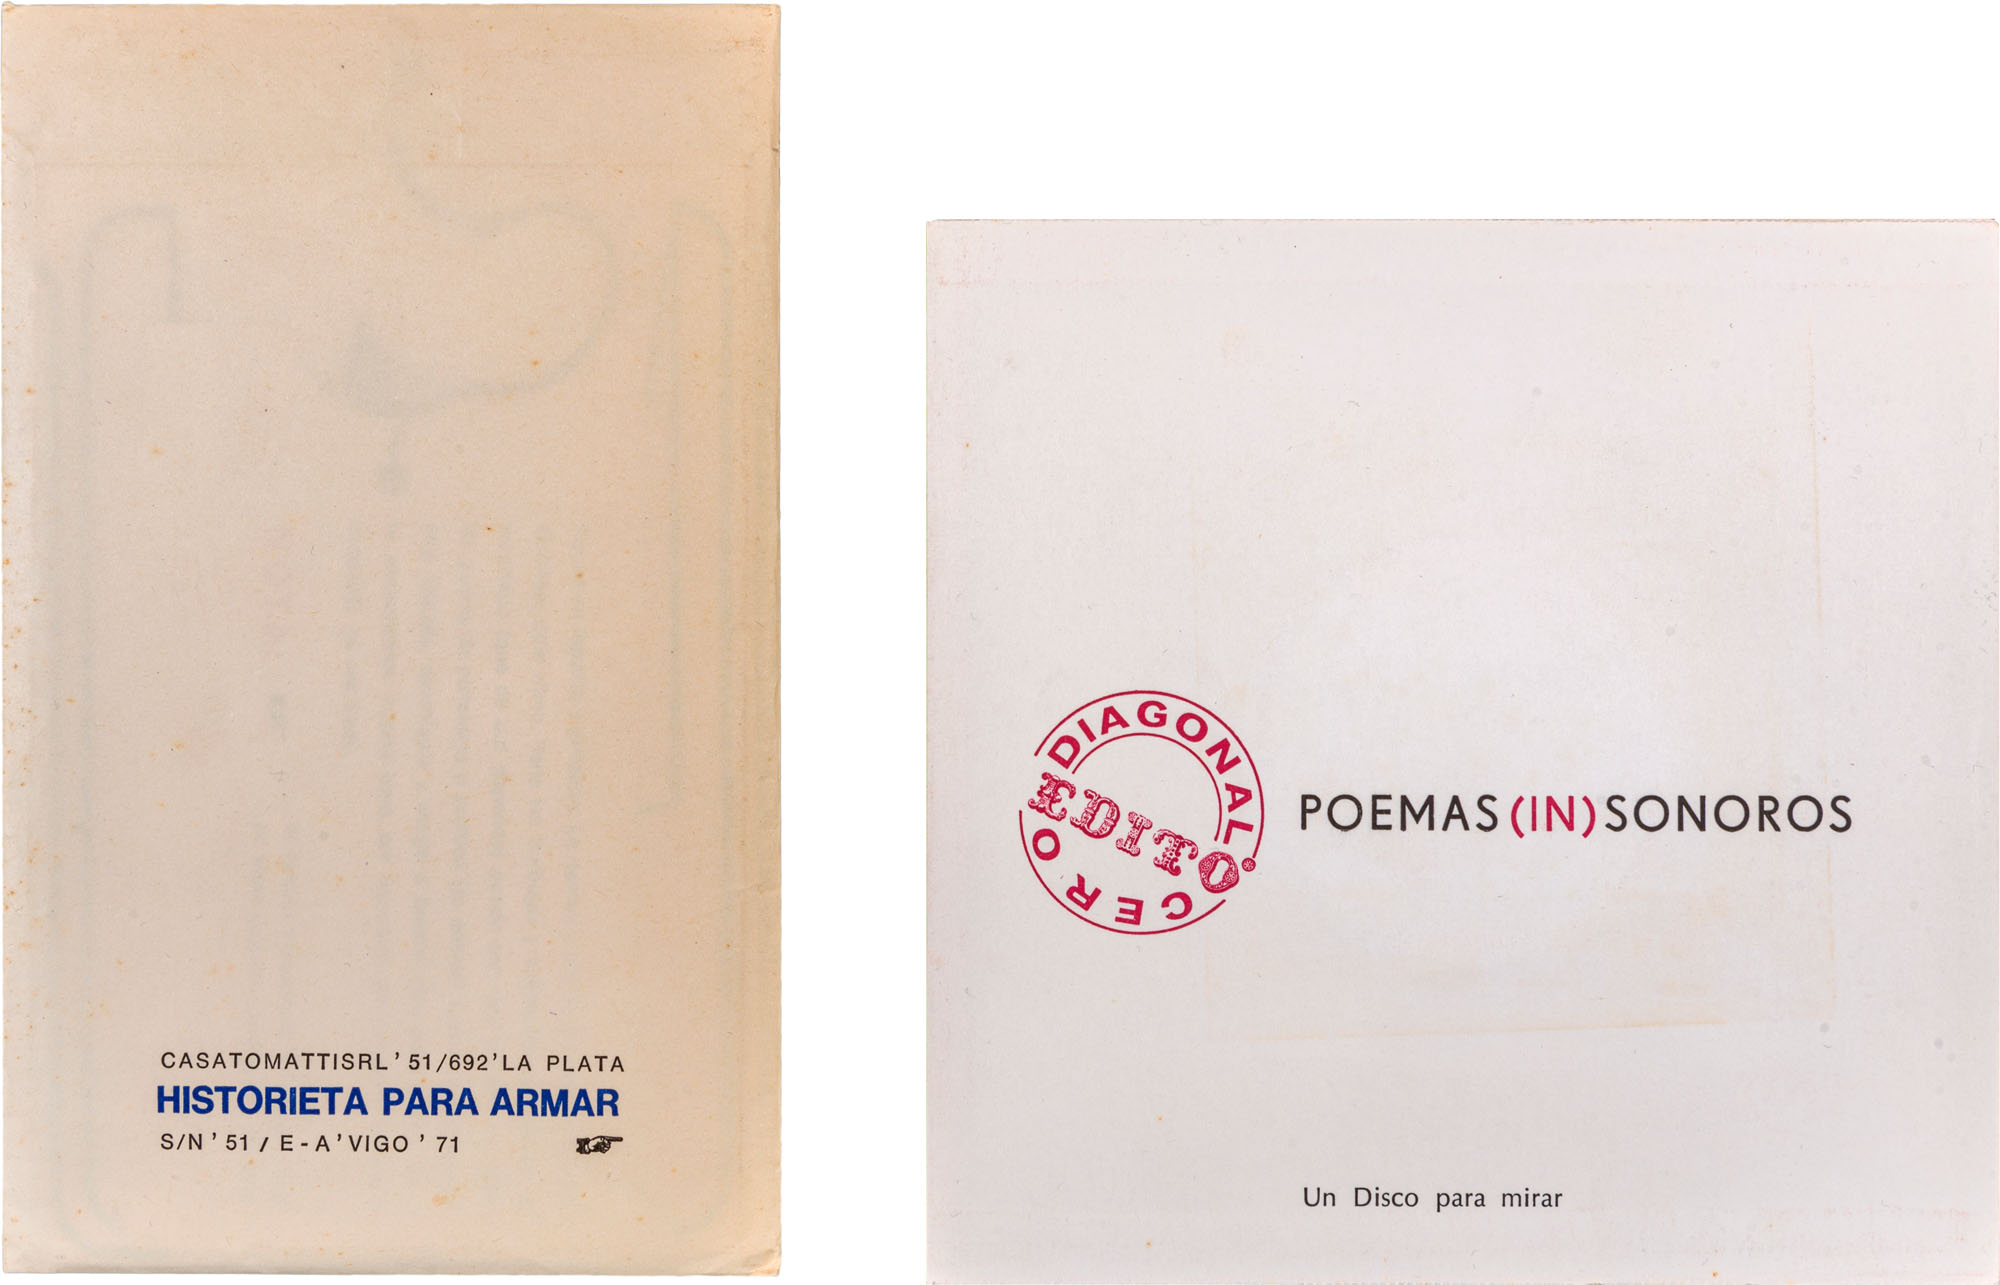 CASATOMATTISRL ' 51/692 ' LA PLATA
HISTORIETA PARA ARMAR
S/N ' 51 / E - A ' VIGO ' 71
DIAGONAL
EDITO
CERO
POEMAS (IN) SONOROS
Un Disco para mirar